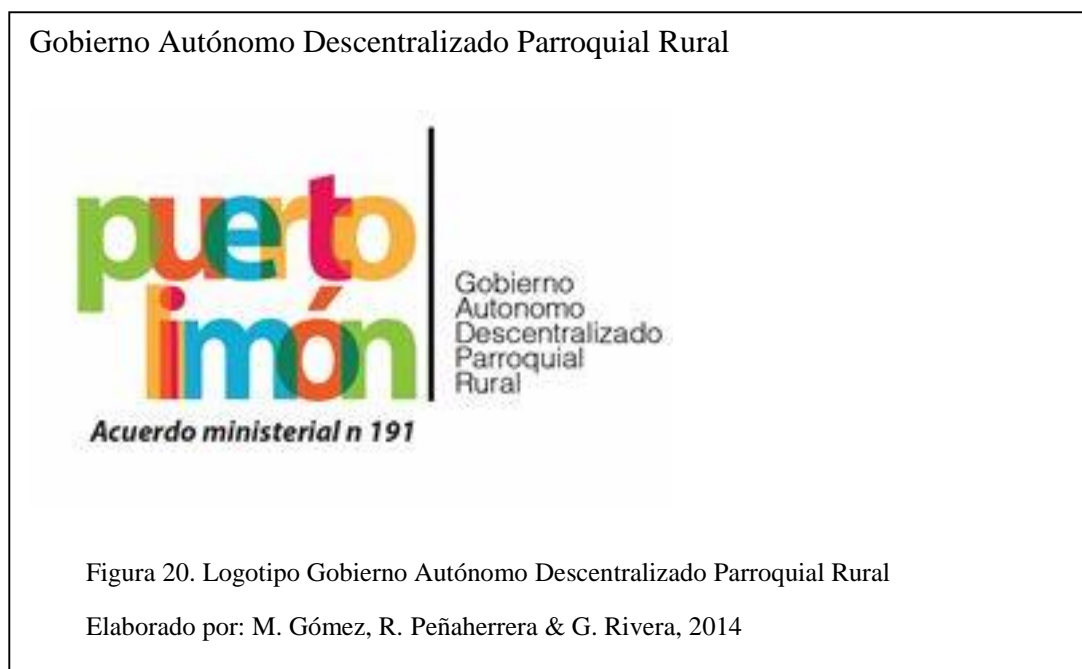 Gobierno Autónomo Descentralizado Parroquial Rural
puerto
limón
Gobierno
Autonomo
Descentralizado
Parroquial
Rural
Acuerdo ministerial n 191
Figura 20. Logotipo Gobierno Autónomo Descentralizado Parroquial Rural
Elaborado por: M. Gómez, R. Peñaherrera & G. Rivera, 2014